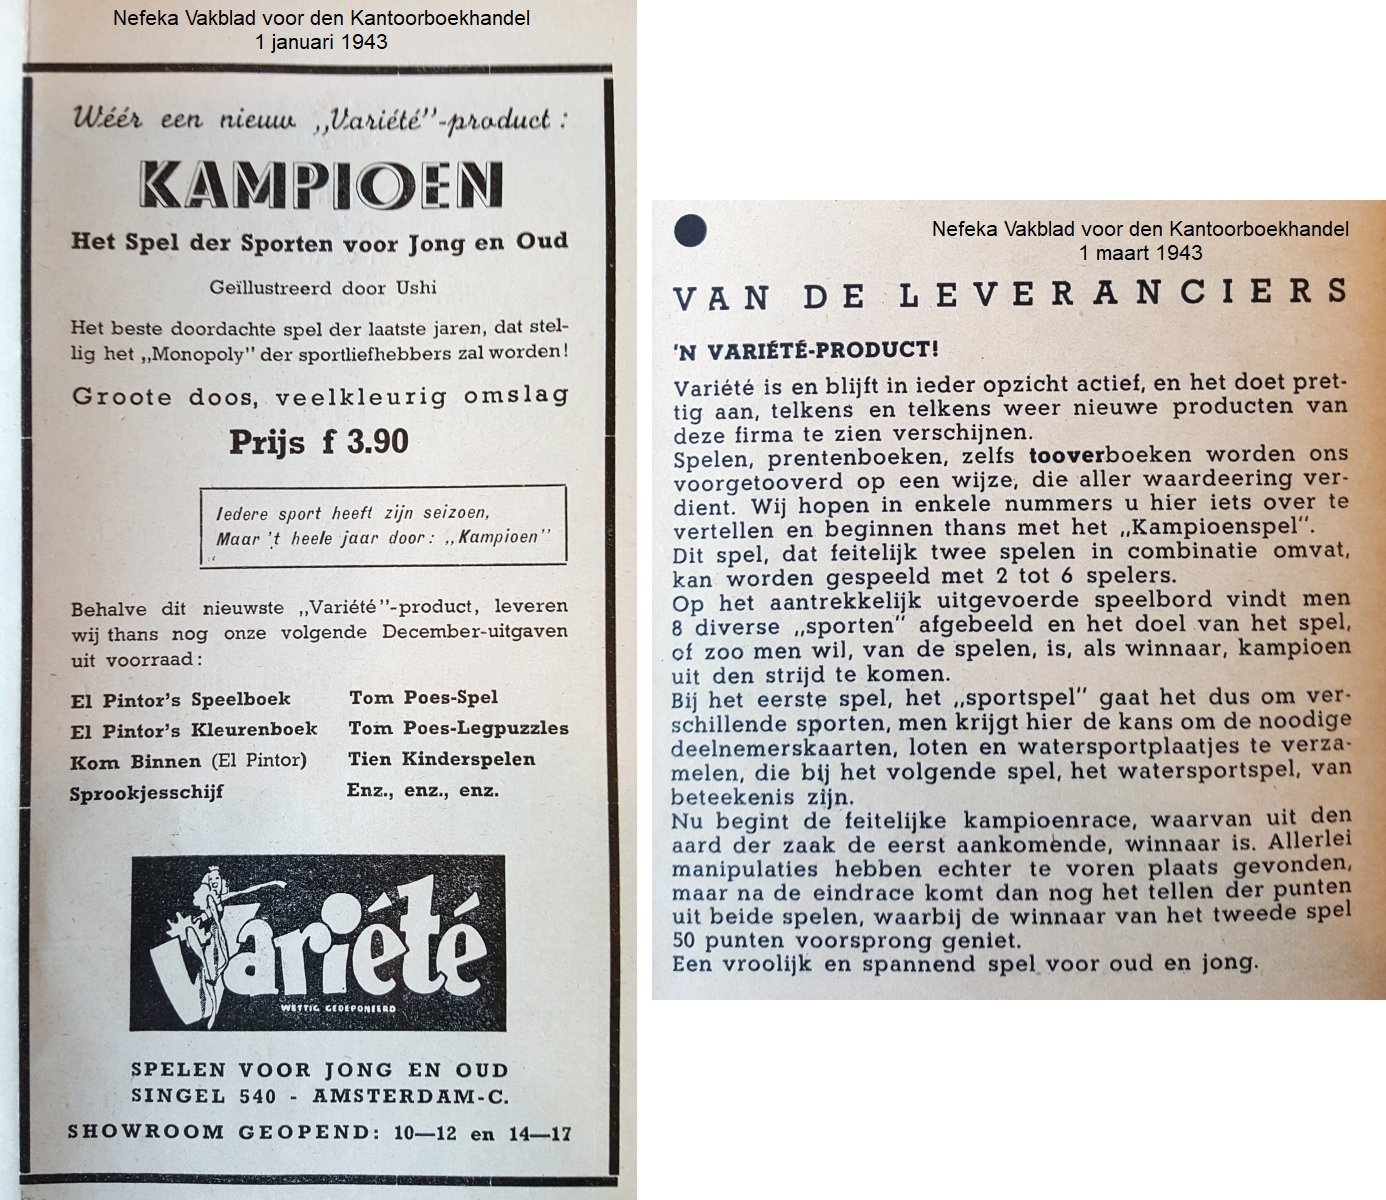 Nefeka Vakblad voor den Kantoorboekhandel
1 januari 1943
Wéér een nieuw „Variété”-product :
KAMPIOEN
Het Spel der Sporten voor Jong en Oud
Geïllustreerd door Ushi
Het beste doordachte spel der laatste jaren, dat stel-
lig het „Monopoly” der sportliefhebbers zal worden!
Groote doos, veelkleurig omslag
Prijs f 3.90
Iedere sport heeft zijn seizoen,
Maar 't heele jaar door: „Kampioen”
Behalve dit nieuwste „Variété”-product, leveren
wij thans nog onze volgende December-uitgaven
uit voorraad:
El Pintor's Speelboek
El Pintor's Kleurenboek
Kom Binnen (El Pintor)
Sprookjesschijf
Tom Poes-Spel
Tom Poes-Legpuzzles
Tien Kinderspelen
Enz., enz., enz.
Variété
WETTIG GEDEPONEERD
SPELEN VOOR JONG EN OUD
SINGEL 540 - AMSTERDAM-C.
SHOWROOM GEOPEND: 10—12 en 14—17
Nefeka Vakblad voor den Kantoorboekhandel
1 maart 1943
VAN DE LEVERANCIERS
'N VARIÉTÉ-PRODUCT!
Variété is en blijft in ieder opzicht actief, en het doet pret-
tig aan, telkens en telkens weer nieuwe producten van
deze firma te zien verschijnen.
Spelen, prentenboeken, zelfs tooverboeken worden ons
voorgetooverd op een wijze, die aller waardeering ver-
dient. Wij hopen in enkele nummers u hier iets over te
vertellen en beginnen thans met het „Kampioenspel”.
Dit spel, dat feitelijk twee spelen in combinatie omvat,
kan worden gespeeld met 2 tot 6 spelers.
Op het aantrekkelijk uitgevoerde speelbord vindt men
8 diverse „sporten” afgebeeld en het doel van het spel,
of zoo men wil, van de spelen, is, als winnaar, kampioen
uit den strijd te komen.
Bij het eerste spel, het „sportspel” gaat het dus om ver-
schillende sporten, men krijgt hier de kans om de noodige
deelnemerskaarten, loten en watersportplaatjes te verza-
melen, die bij het volgende spel, het watersportspel, van
beteekenis zijn.
Nu begint de feitelijke kampioenrace, waarvan uit den
aard der zaak de eerst aankomende, winnaar is. Allerlei
manipulaties hebben echter te voren plaats gevonden,
maar na de eindrace komt dan nog het tellen der punten
uit beide spelen, waarbij de winnaar van het tweede spel
50 punten voorsprong geniet.
Een vroolijk en spannend spel voor oud en jong.